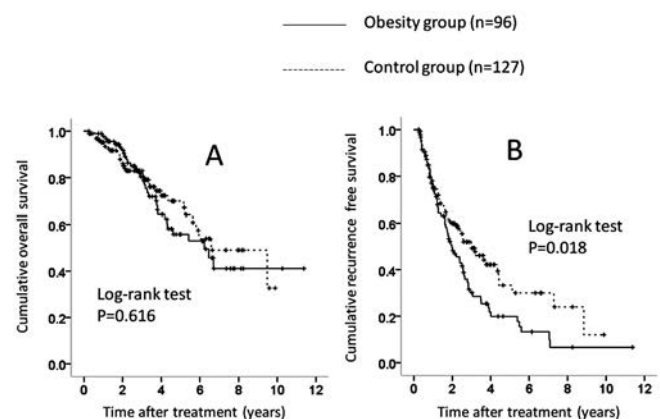 Obesity group (n=96)
Control group (n=127)
A
B
Cumulative overall survival
1.0
0.8
0.6
0.4
0.2
0.0
Log-rank test
P=0.616
0 2 4 6 8 10 12
Time after treatment (years)
Cumulative recurrence free survival
1.0
0.8
0.6
0.4
0.2
0.0
Log-rank test
P=0.018
0 2 4 6 8 10 12
Time after treatment (years)